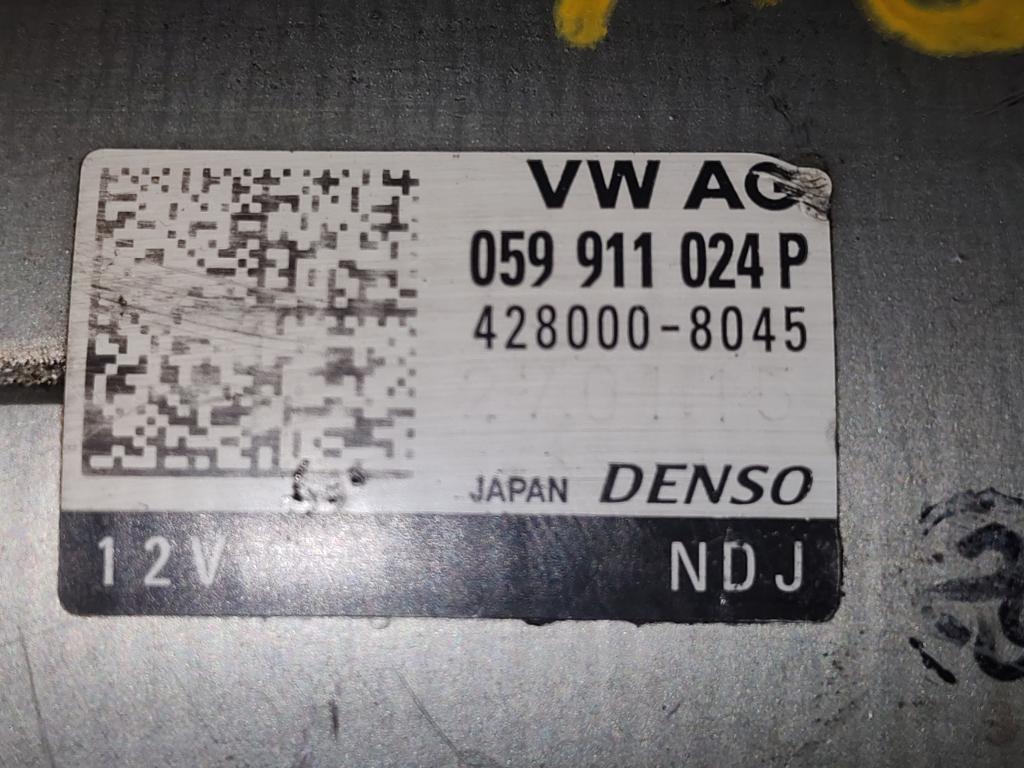 VW AG
059 911 024 P
428000-8045
JAPAN DENSO
12V NDJ